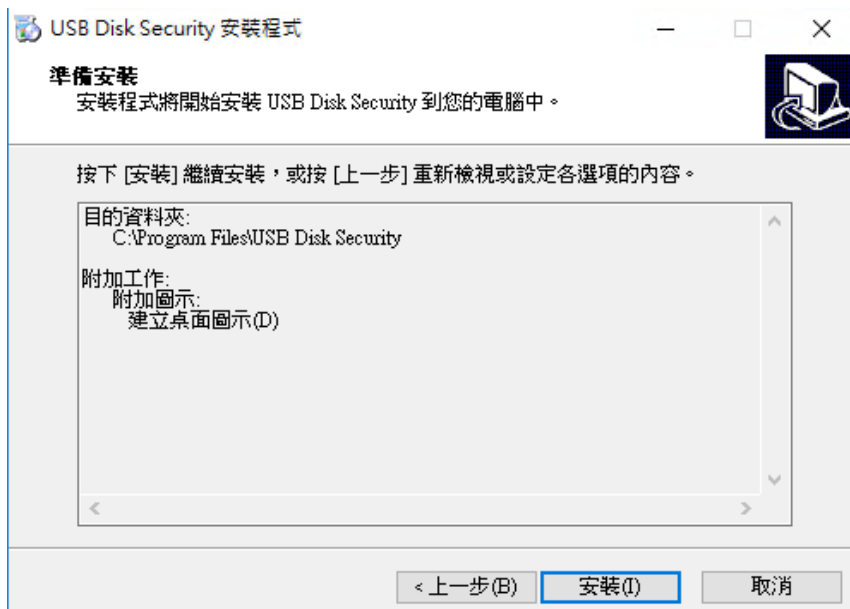 USB Disk Security 安裝程式
準備安裝
安裝程式將開始安裝 USB Disk Security 到您的電腦中。
按下 [安裝] 繼續安裝，或按 [上一步] 重新檢視或設定各選項的內容。
目的資料夾:
C:\Program Files\USB Disk Security
附加工作:
附加圖示:
建立桌面圖示(D)
< 上一步(B)
安裝(I)
取消